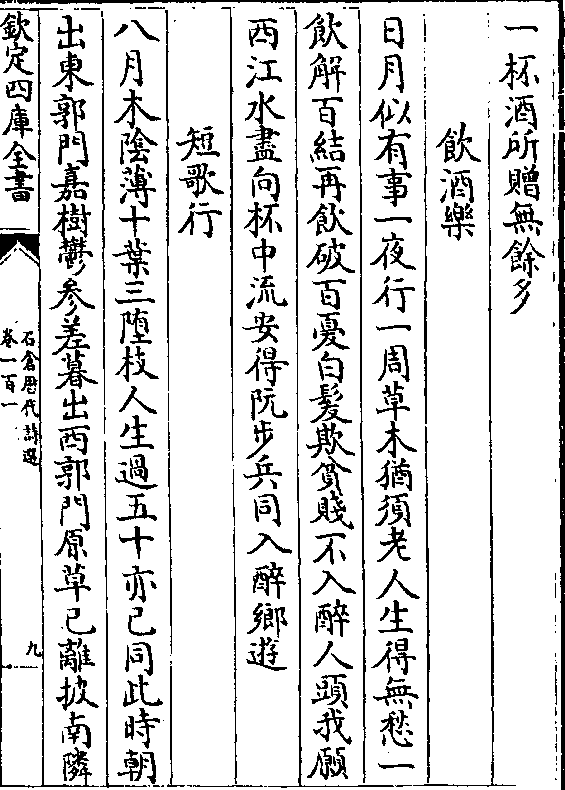 一杯酒所贈無餘多
飲酒樂
日月似有事一夜行一周草木猶須老人生得無愁一
飲解百結再飲破百憂白髮欺貧賤不入醉人頭我願
西江水盡向杯中流安得阮步兵同入醉鄉遊
短歌行
八月木陰薄十葉三墮枝人生過五十亦已同此時朝
出東郭門嘉樹鬱參差暮出西郭門原草已離披南隣
欽定四庫全書
石倉歴代詩選
卷一百一
九